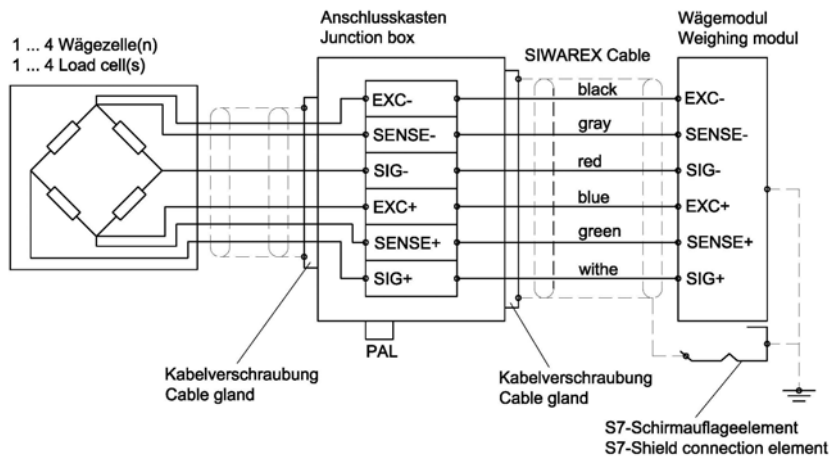 1 ... 4 Wägezelle(n)
1 ... 4 Load cell(s)
Anschlusskasten
Junction box
SIWAREX Cable
Wägemodul
Weighing modul
EXC-
black
EXC-
SENSE-
gray
SENSE-
SIG-
red
SIG-
EXC+
blue
EXC+
SENSE+
green
SENSE+
SIG+
withe
SIG+
PAL
Kabelverschraubung
Cable gland
Kabelverschraubung
Cable gland
S7-Schirmauflageelement
S7-Shield connection element